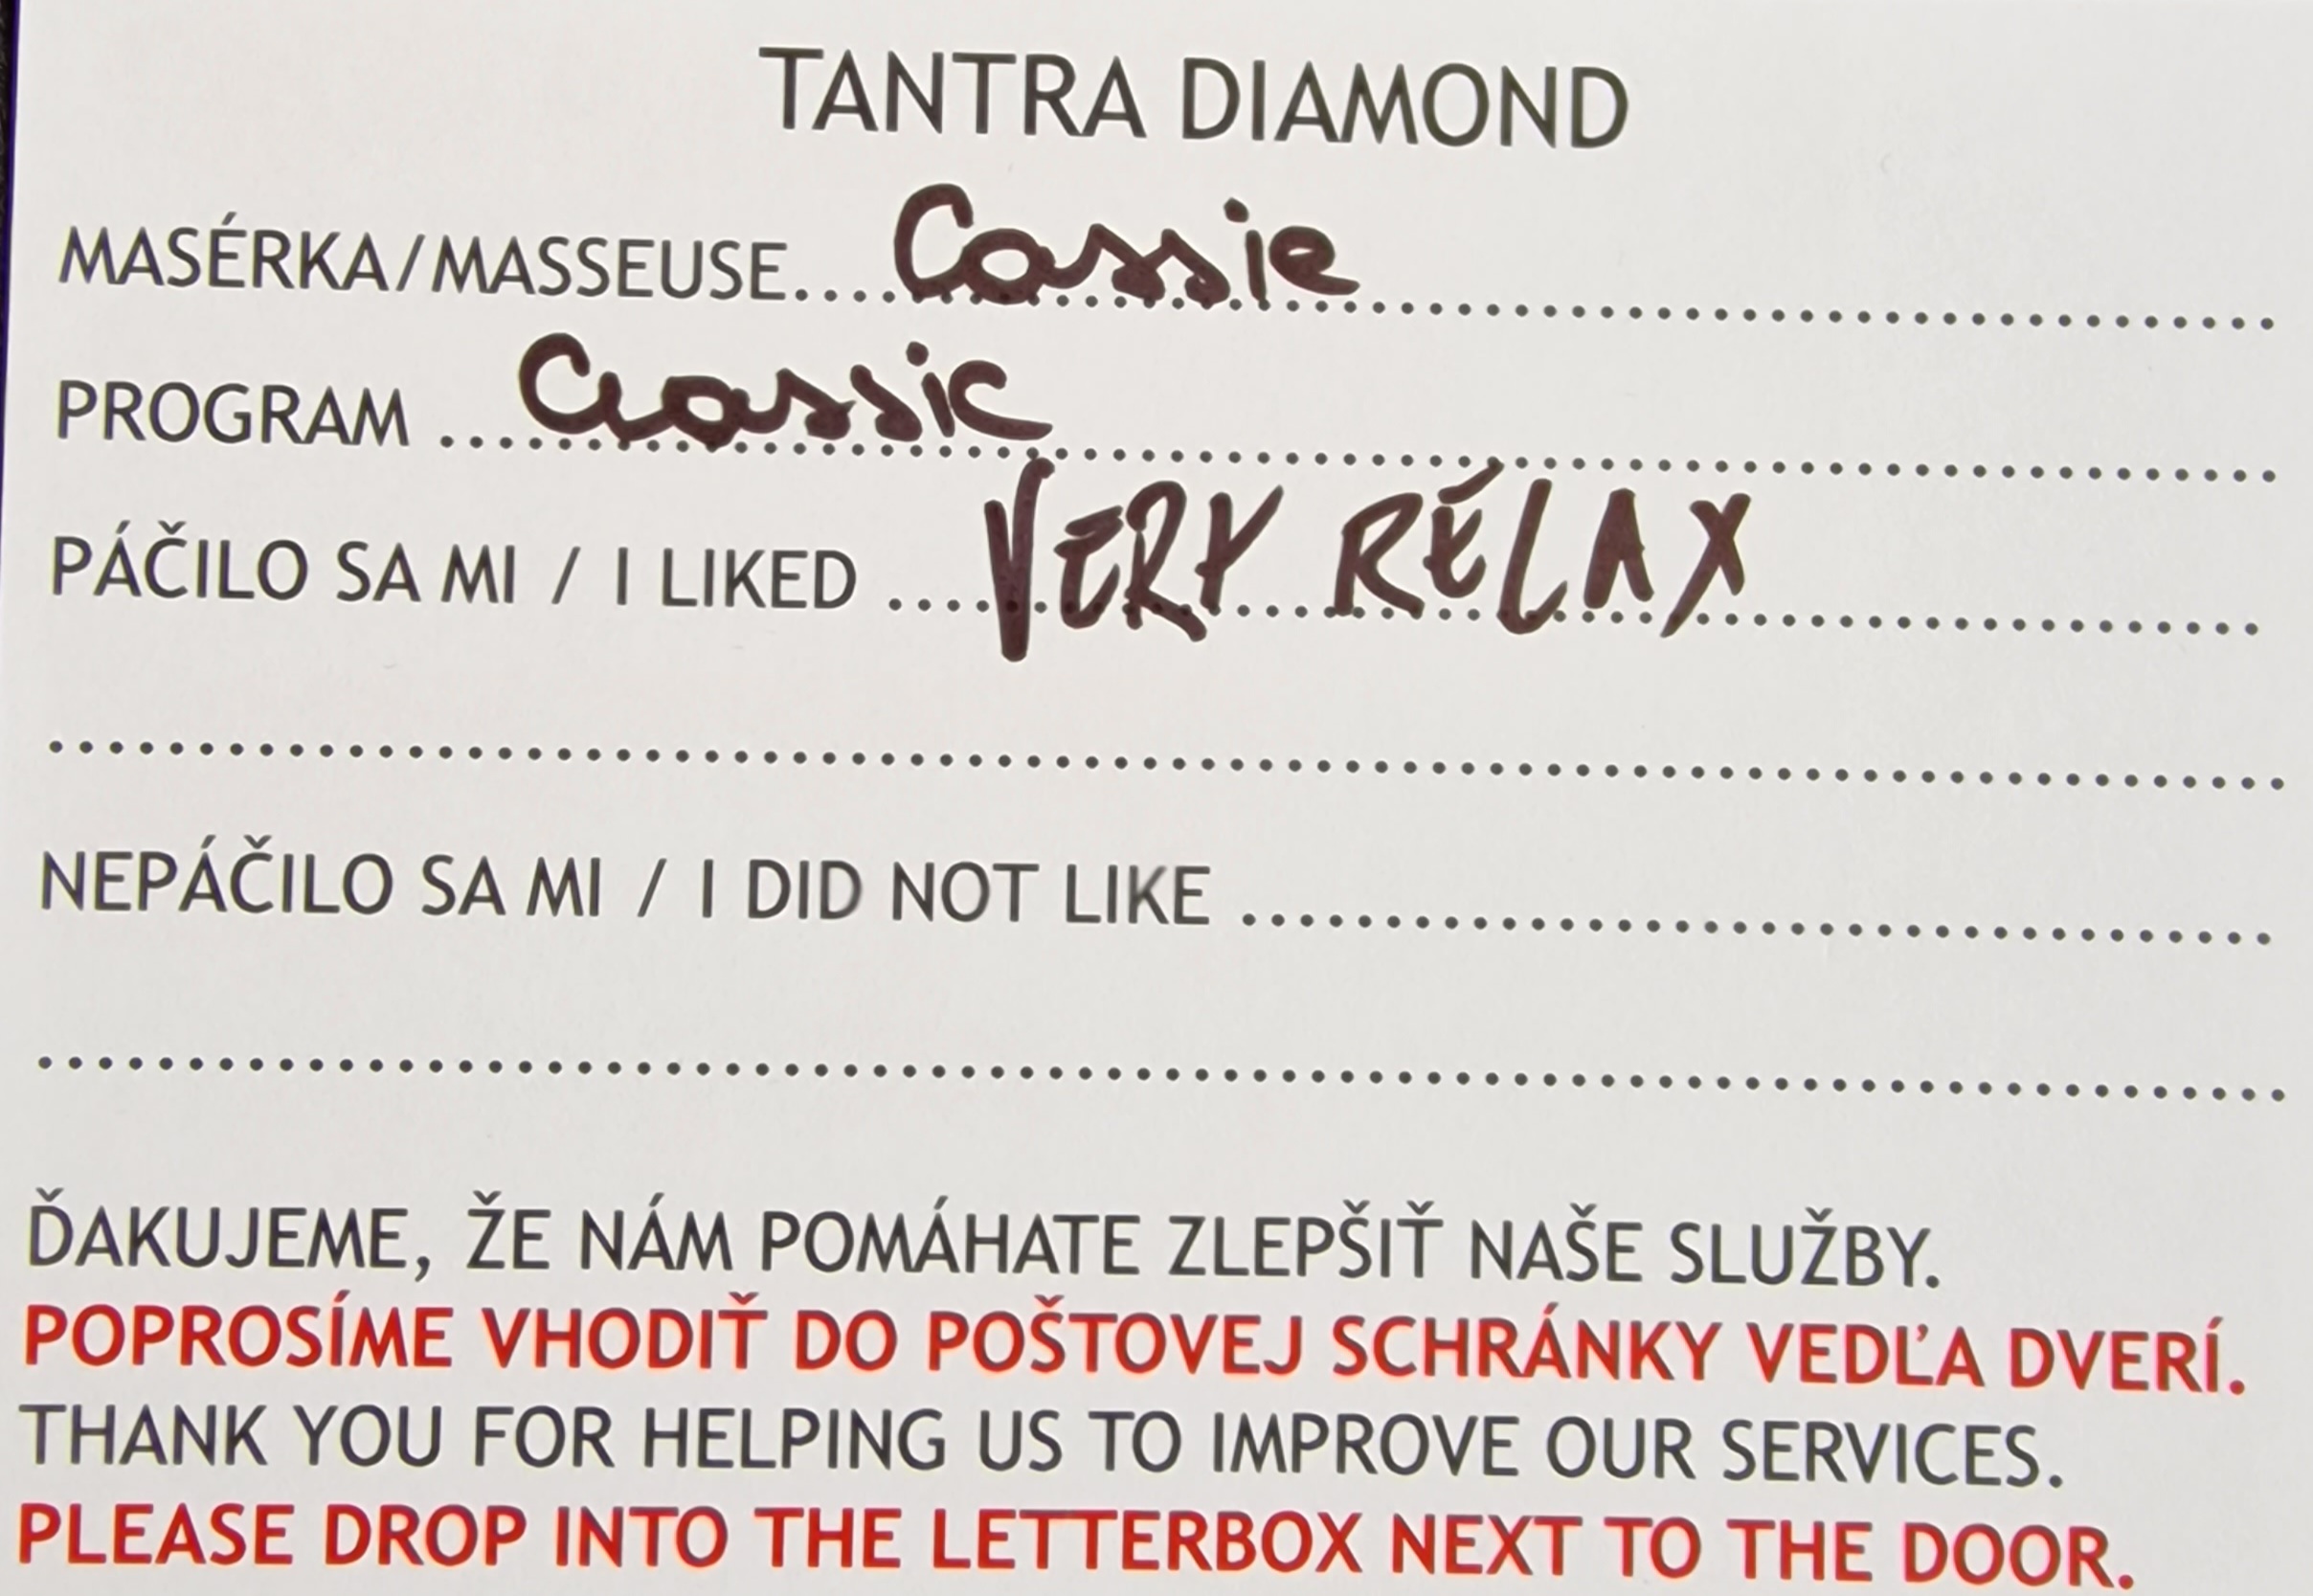 TANTRA DIAMOND
MASÉRKA/MASSEUSE....Cassie..............................
PROGRAM ....Classic..............................
PÁČILO SA MI / I LIKED ....VERY RÉLAX....................
..............................................................................
NEPÁČILO SA MI / I DID NOT LIKE ....................................
..............................................................................
ĎAKUJEME, ŽE NÁM POMÁHATE ZLEPŠIŤ NAŠE SLUŽBY.
POPROSÍME VHODIŤ DO POŠTOVEJ SCHRÁNKY VEDĽA DVERÍ.
THANK YOU FOR HELPING US TO IMPROVE OUR SERVICES.
PLEASE DROP INTO THE LETTERBOX NEXT TO THE DOOR.